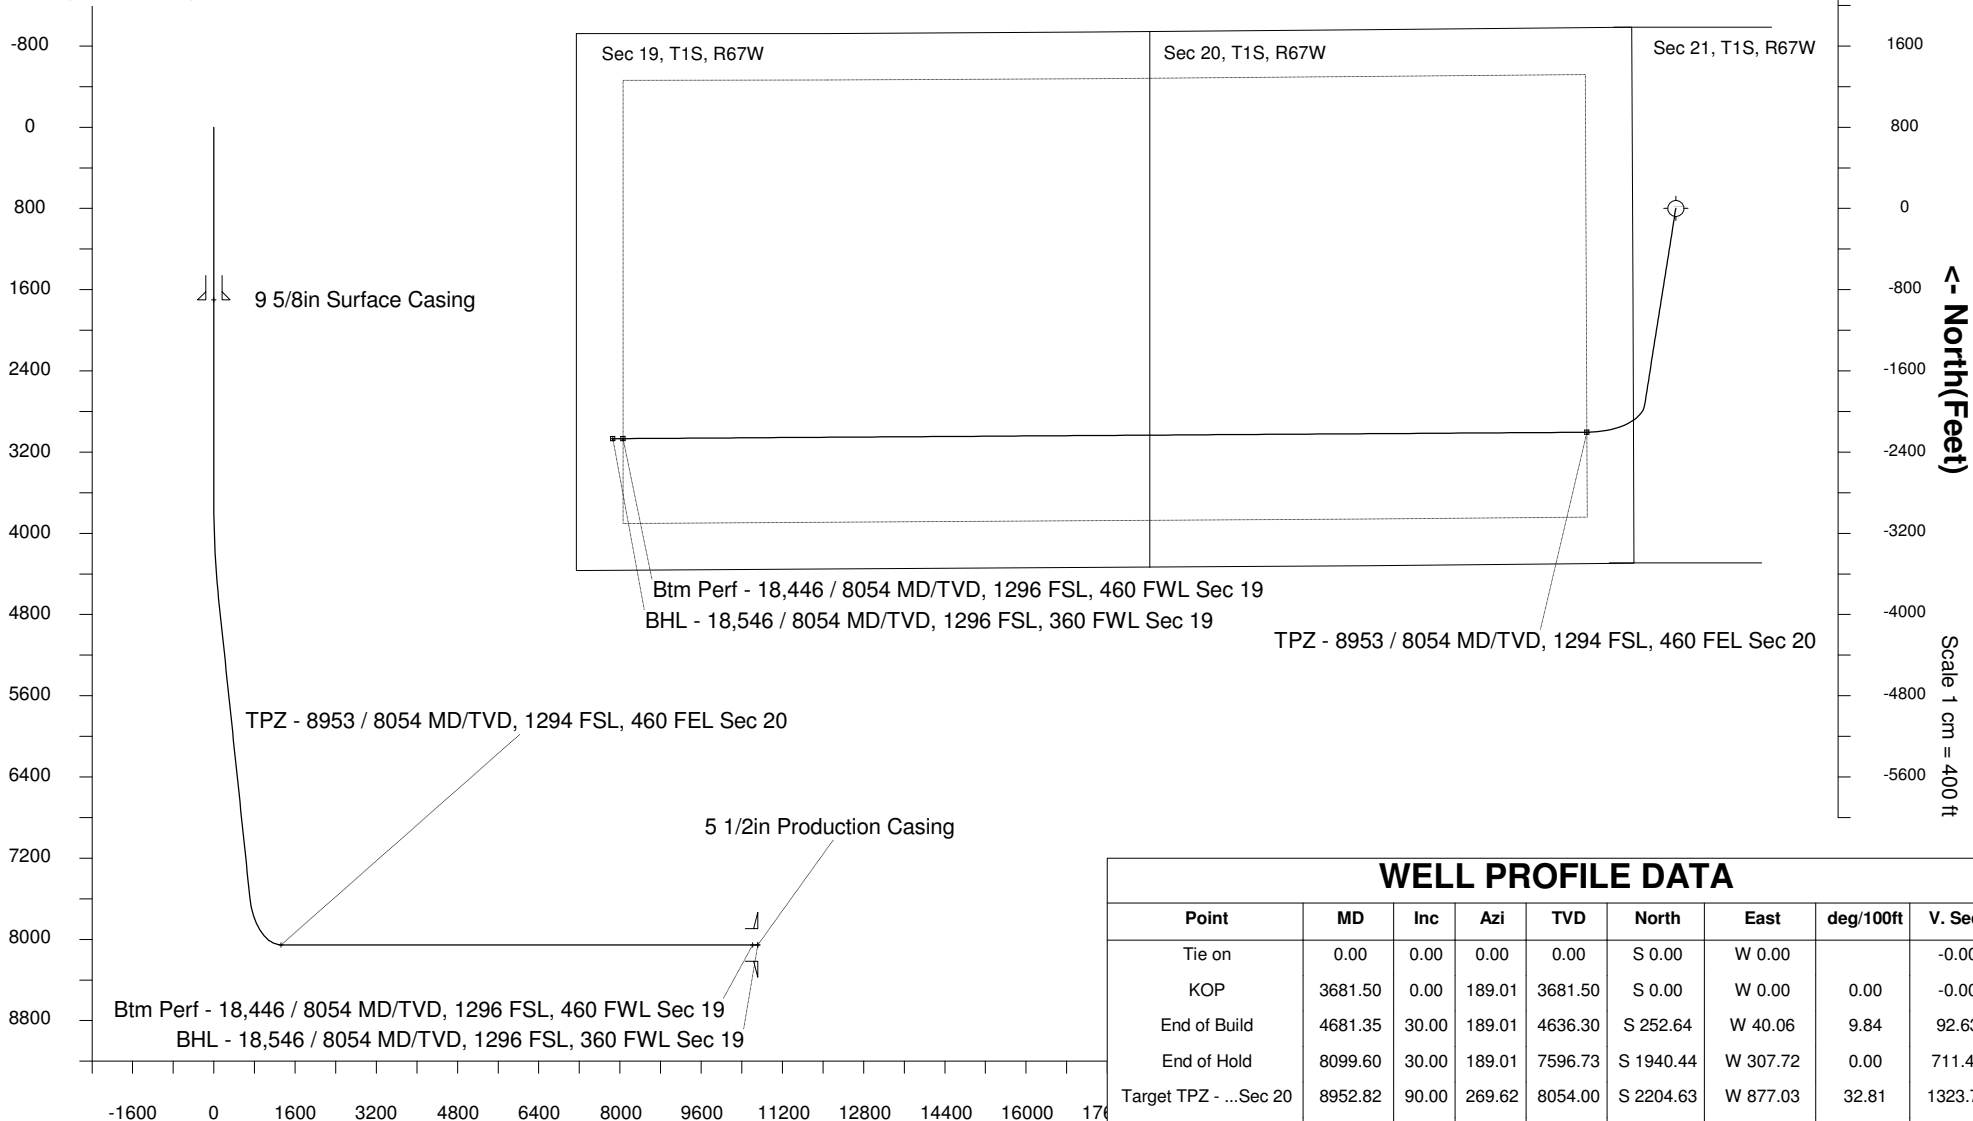 -800
0
800
1600
2400
3200
4000
4800
5600
6400
7200
8000
8800
-1600 0 1600 3200 4800 6400 8000 9600 11200 12800 14400 16000
9 5/8in Surface Casing
TPZ - 8953 / 8054 MD/TVD, 1294 FSL, 460 FEL Sec 20
5 1/2in Production Casing
Btm Perf - 18,446 / 8054 MD/TVD, 1296 FSL, 460 FWL Sec 19
BHL - 18,546 / 8054 MD/TVD, 1296 FSL, 360 FWL Sec 19
Sec 19, T1S, R67W
Sec 20, T1S, R67W
Sec 21, T1S, R67W
Btm Perf - 18,446 / 8054 MD/TVD, 1296 FSL, 460 FWL Sec 19
BHL - 18,546 / 8054 MD/TVD, 1296 FSL, 360 FWL Sec 19
TPZ - 8953 / 8054 MD/TVD, 1294 FSL, 460 FEL Sec 20
1600
800
0
-800
-1600
-2400
-3200
-4000
-4800
-5600
<- North(Feet)
Scale 1 cm = 400 ft
WELL PROFILE DATA
Point MD Inc Azi TVD North East deg/100ft V. Sec
Tie on 0.00 0.00 0.00 0.00 S 0.00 W 0.00 -0.00
KOP 3681.50 0.00 189.01 3681.50 S 0.00 W 0.00 0.00 -0.00
End of Build 4681.35 30.00 189.01 4636.30 S 252.64 W 40.06 9.84 92.63
End of Hold 8099.60 30.00 189.01 7596.73 S 1940.44 W 307.72 0.00 711.4
Target TPZ - ...Sec 20 8952.82 90.00 269.62 8054.00 S 2204.63 W 877.03 32.81 1323.7